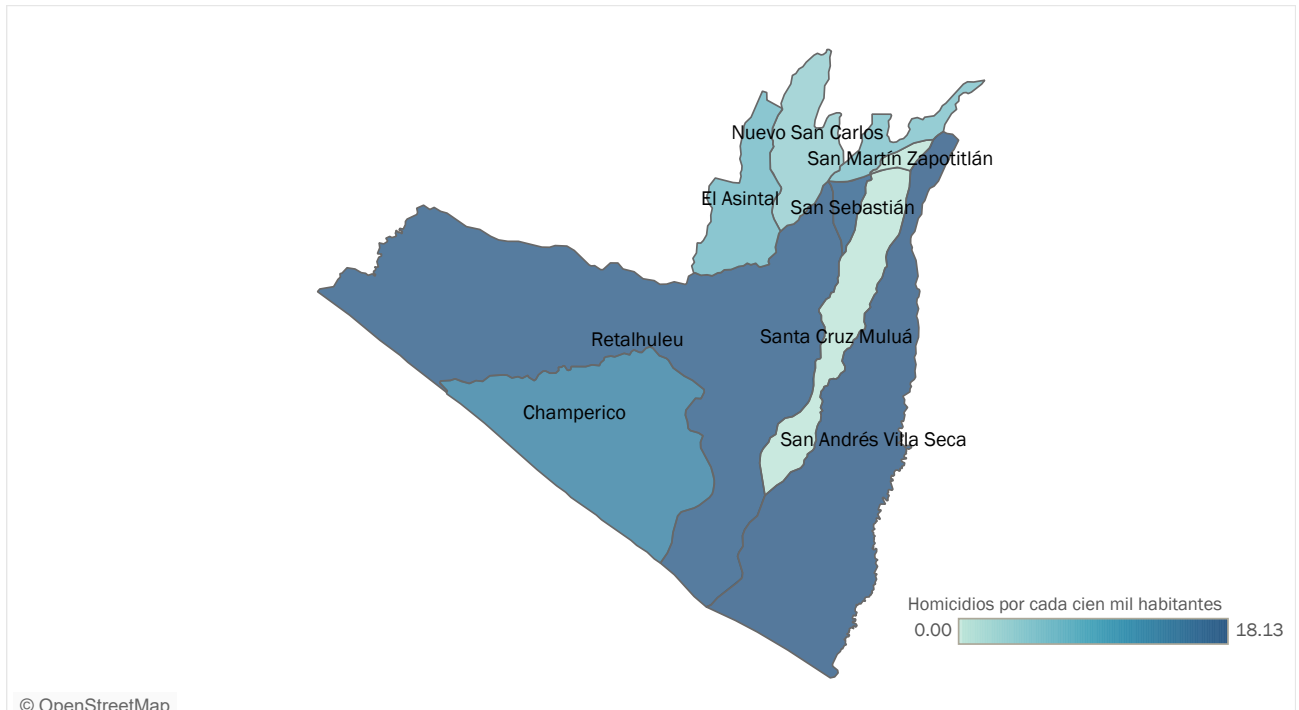 Nuevo San Carlos
San Martín Zapotitlán
El Asintal
San Sebastián
Retalhuleu
Santa Cruz Muluá
Champerico
San Andrés Villa Seca
Homicidios por cada cien mil habitantes
0.00
18.13
© OpenStreetMap